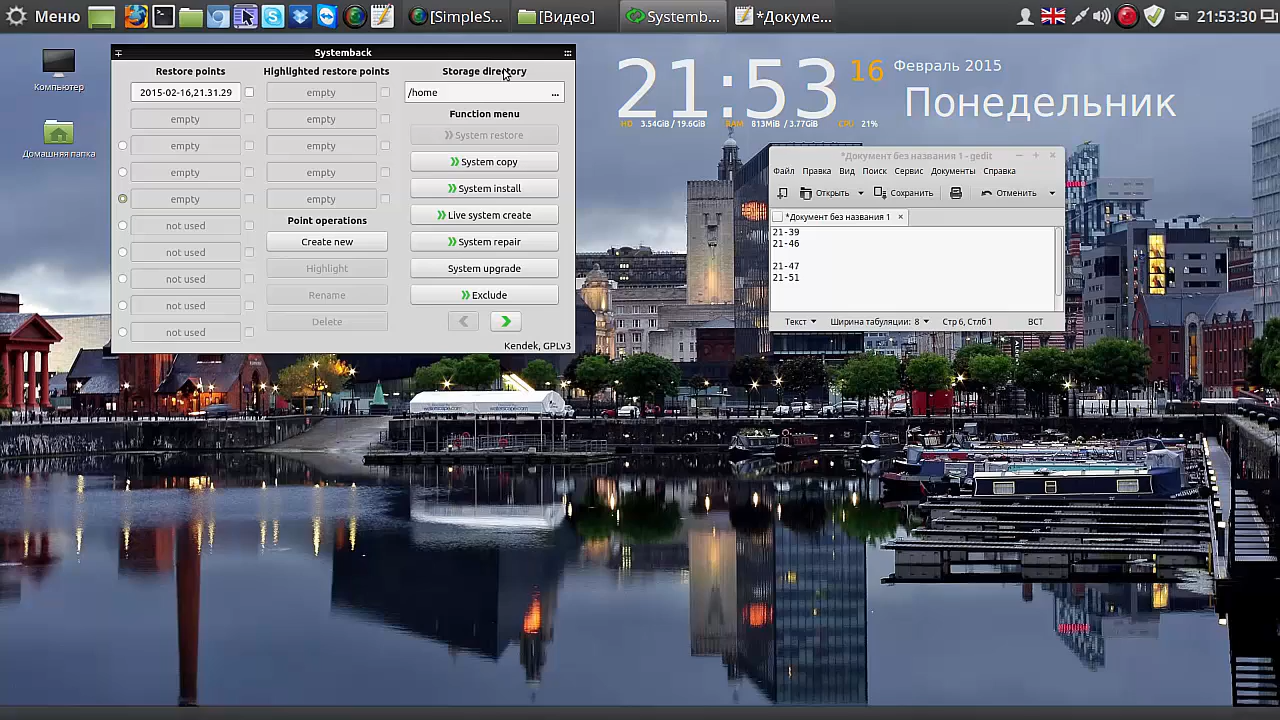 Меню
[SimpleS...
[Видео]
Systemb...
*Докуме...
21:53:30
Компьютер
Домашняя папка
Systemback
Restore points
Highlighted restore points
Storage directory
2015-02-16,21.31.29
empty
/home
...
empty
empty
Function menu
empty
empty
System restore
empty
empty
System copy
empty
empty
System install
not used
Point operations
Live system create
not used
Create new
System repair
not used
Highlight
System upgrade
not used
Rename
Exclude
not used
Delete
Kendek, GPLv3
21:53
16
Февраль 2015
Понедельник
HD 3.54GiB / 19.6GiB RAM 813MiB / 3.77GiB CPU 21%
*Документ без названия 1 - gedit
Файл Правка Вид Поиск Сервис Документы Справка
Открыть Сохранить Отменить
*Документ без названия 1
21-39
21-46
21-47
21-51
Текст Ширина табуляции: 8 Стр 6, Стлб 1 ВСТ